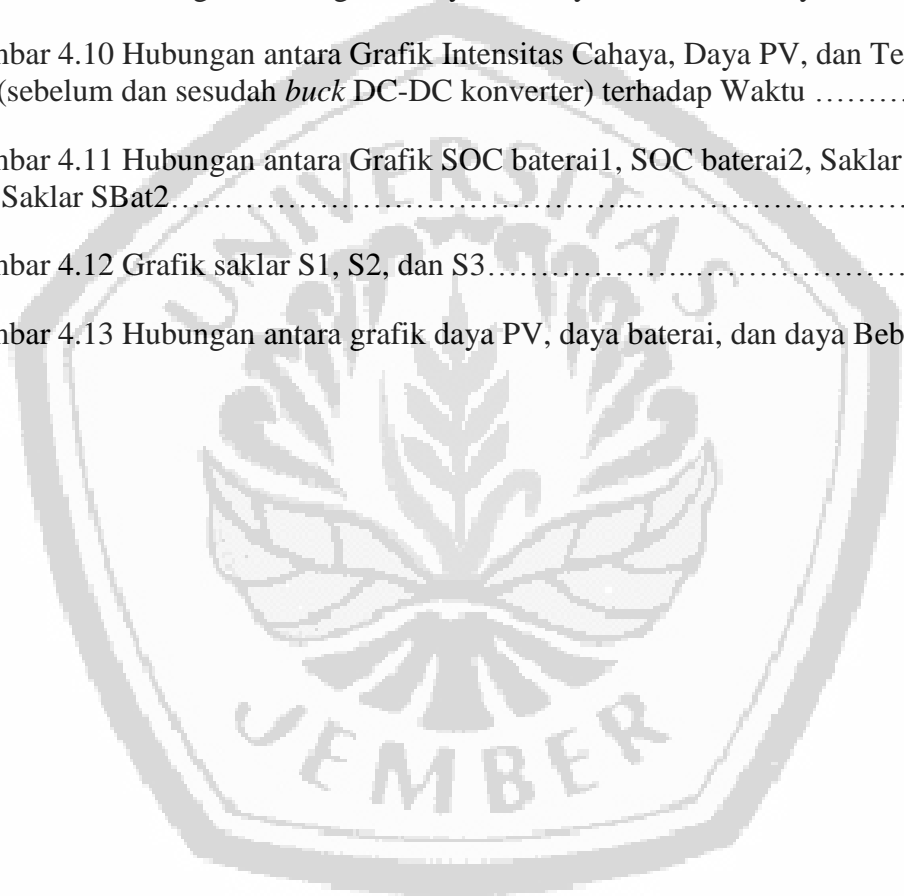 mbar 4.10 Hubungan antara Grafik Intensitas Cahaya, Daya PV, dan Te
(sebelum dan sesudah buck DC-DC konverter) terhadap Waktu ………
mbar 4.11 Hubungan antara Grafik SOC baterai1, SOC baterai2, Saklar
Saklar SBat2……………………………………………………………………
mbar 4.12 Grafik saklar S1, S2, dan S3………………..…………………
mbar 4.13 Hubungan antara grafik daya PV, daya baterai, dan daya Beb
UNIVERSITAS
JEMBER